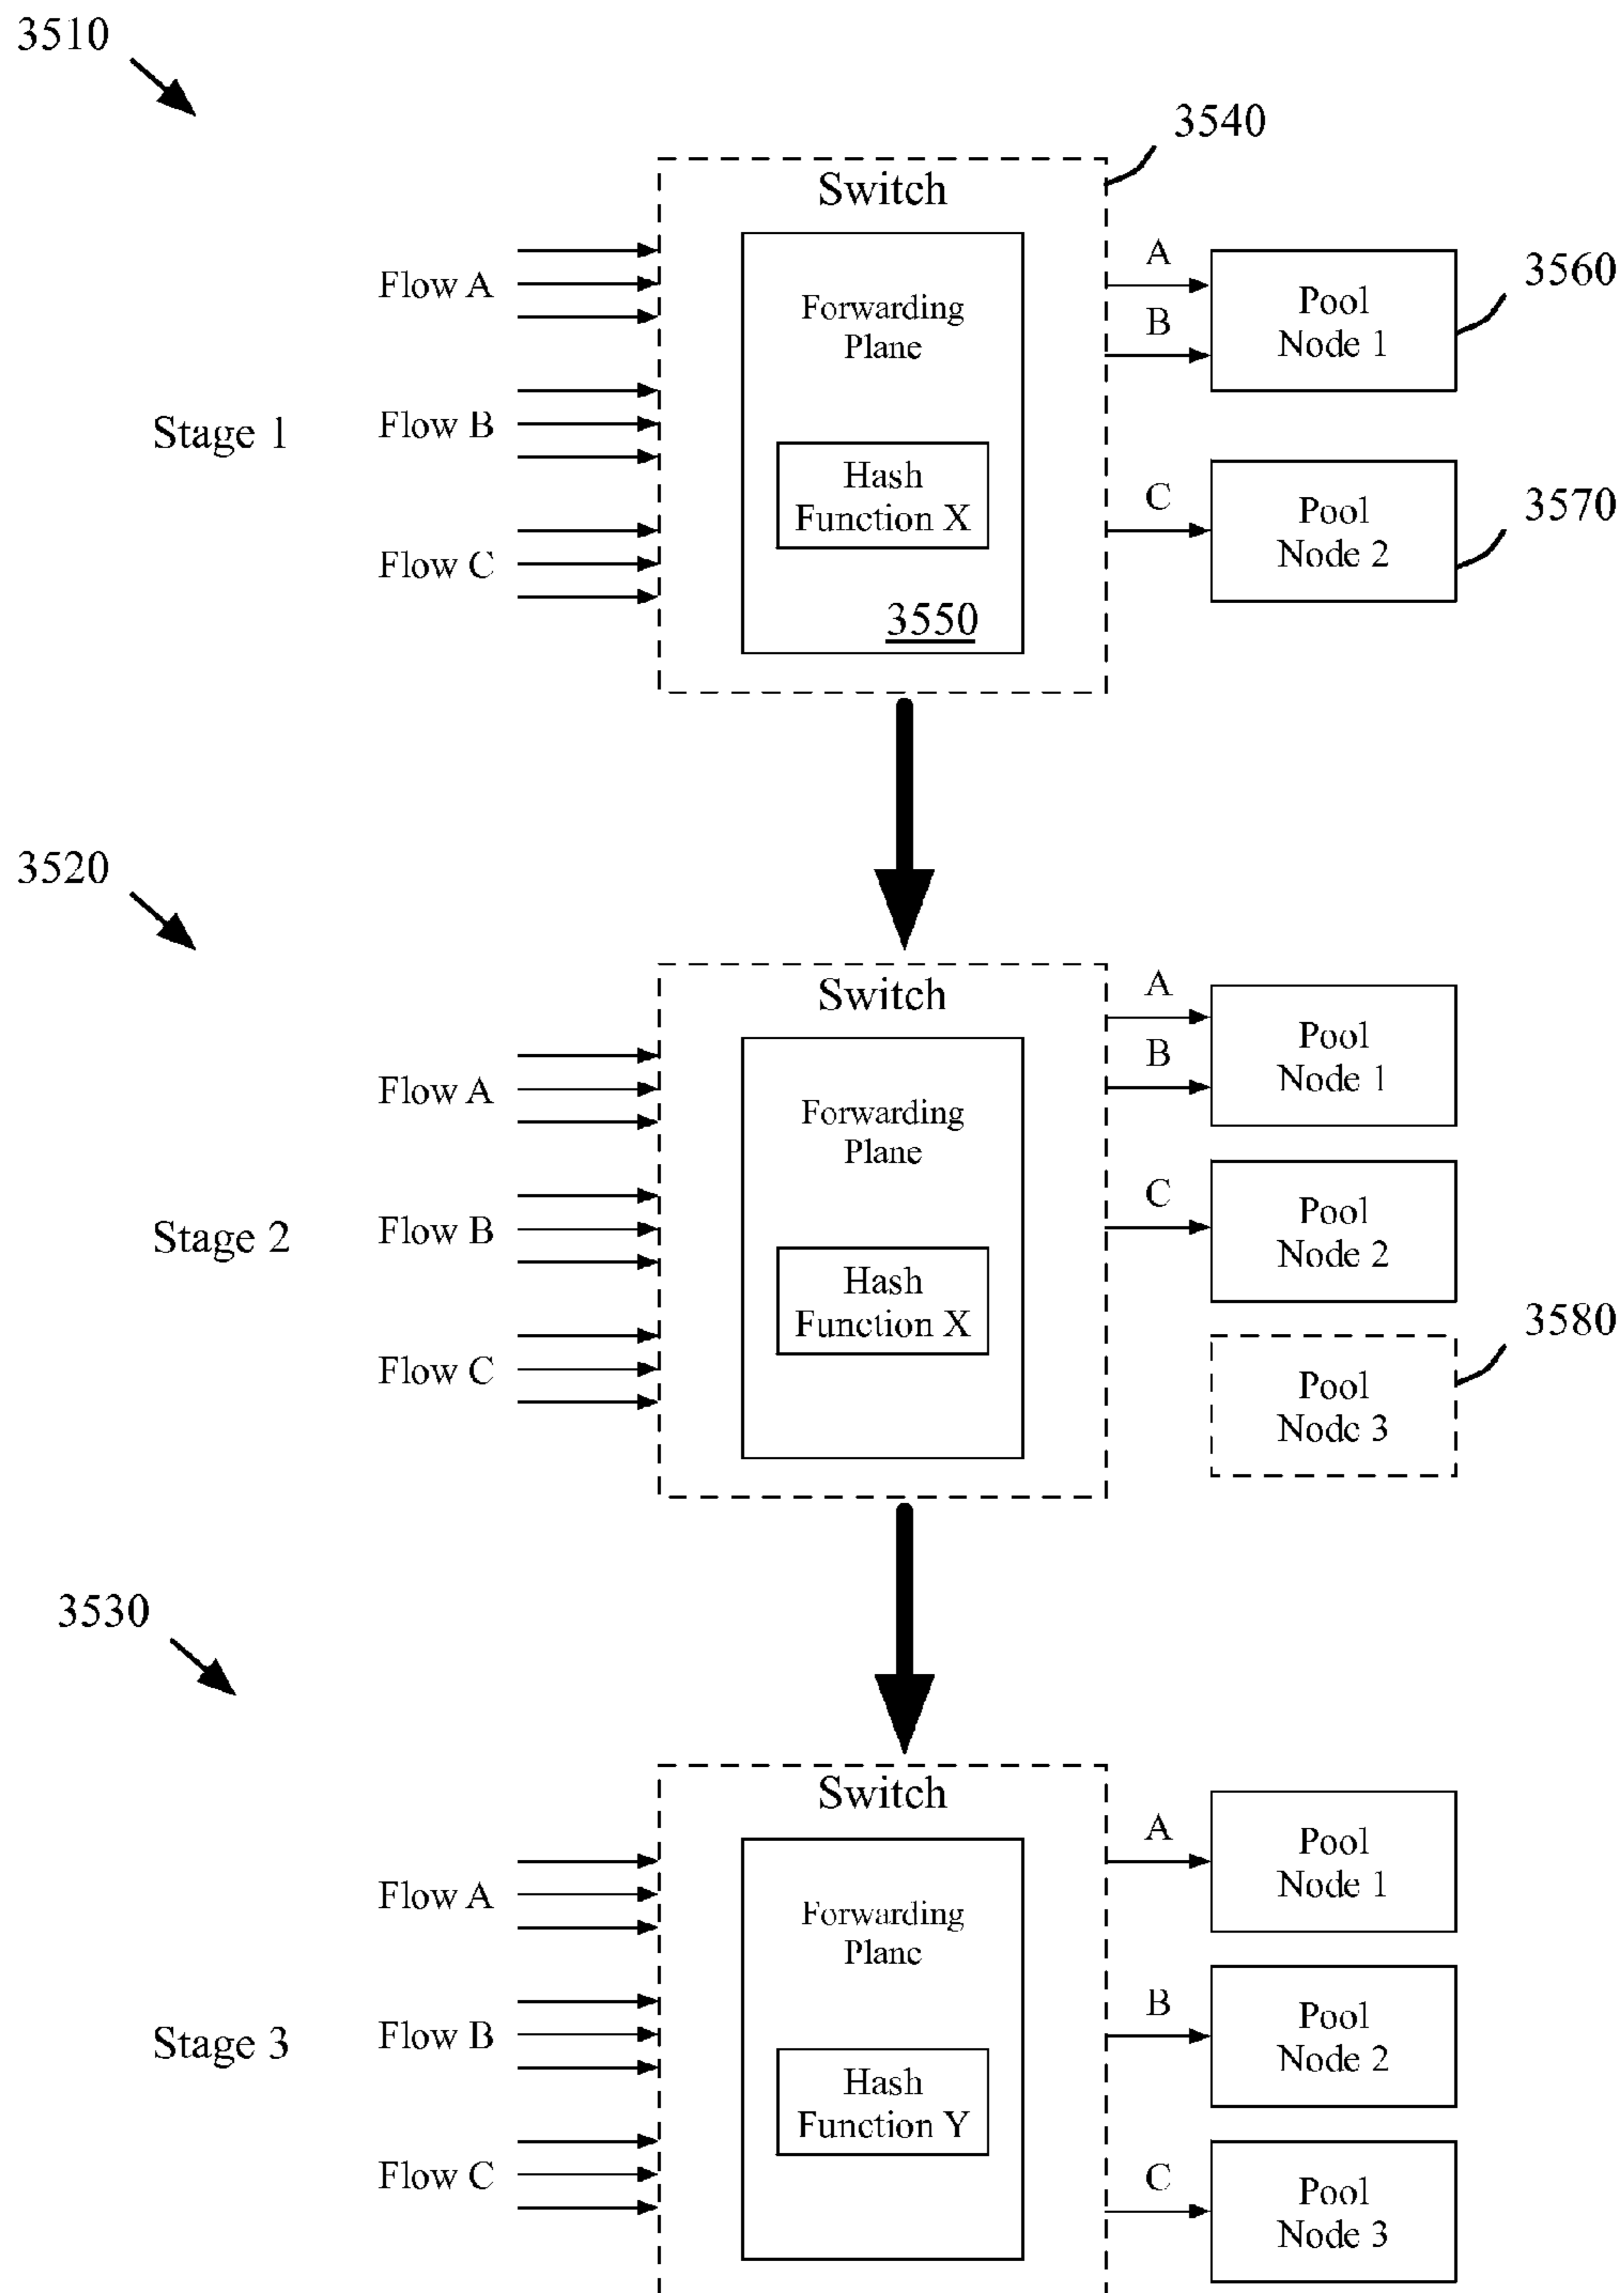 3510
3540
Switch
Flow A
Forwarding
Plane
A
B
Pool
Node 1
3560
Stage 1
Flow B
Hash
Function X
C
Pool
Node 2
3570
Flow C
3550
3520
Switch
Flow A
Forwarding
Plane
A
B
Pool
Node 1
Stage 2
Flow B
Hash
Function X
C
Pool
Node 2
Flow C
3580
Pool
Node 3
3530
Switch
Flow A
Forwarding
Plane
A
Pool
Node 1
Stage 3
Flow B
Hash
Function Y
B
Pool
Node 2
Flow C
C
Pool
Node 3